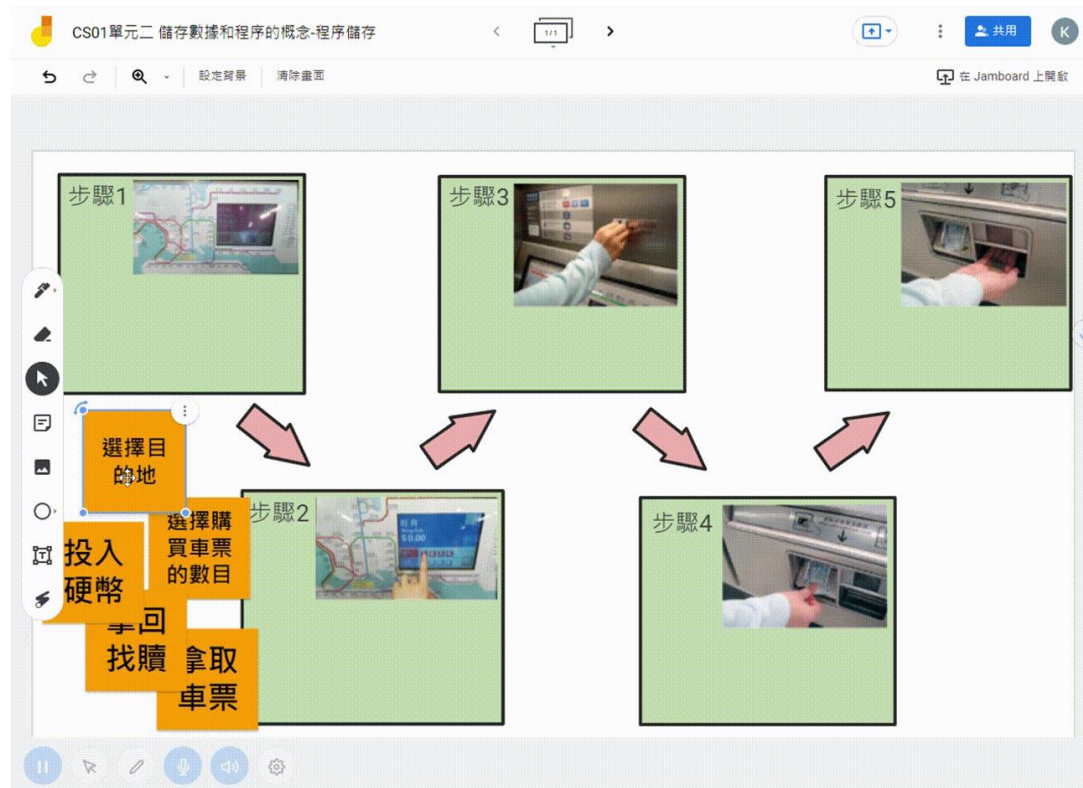 CS01單元二 儲存數據和程序的概念-程序儲存
1/1
共用
K
設定背景
清除畫面
在 Jamboard 上開啟
步驟1
步驟3
步驟5
選擇目
的地
選擇購
買車票
的數目
投入
硬幣
拿回
找贖
拿取
車票
步驟2
$0.00
步驟4